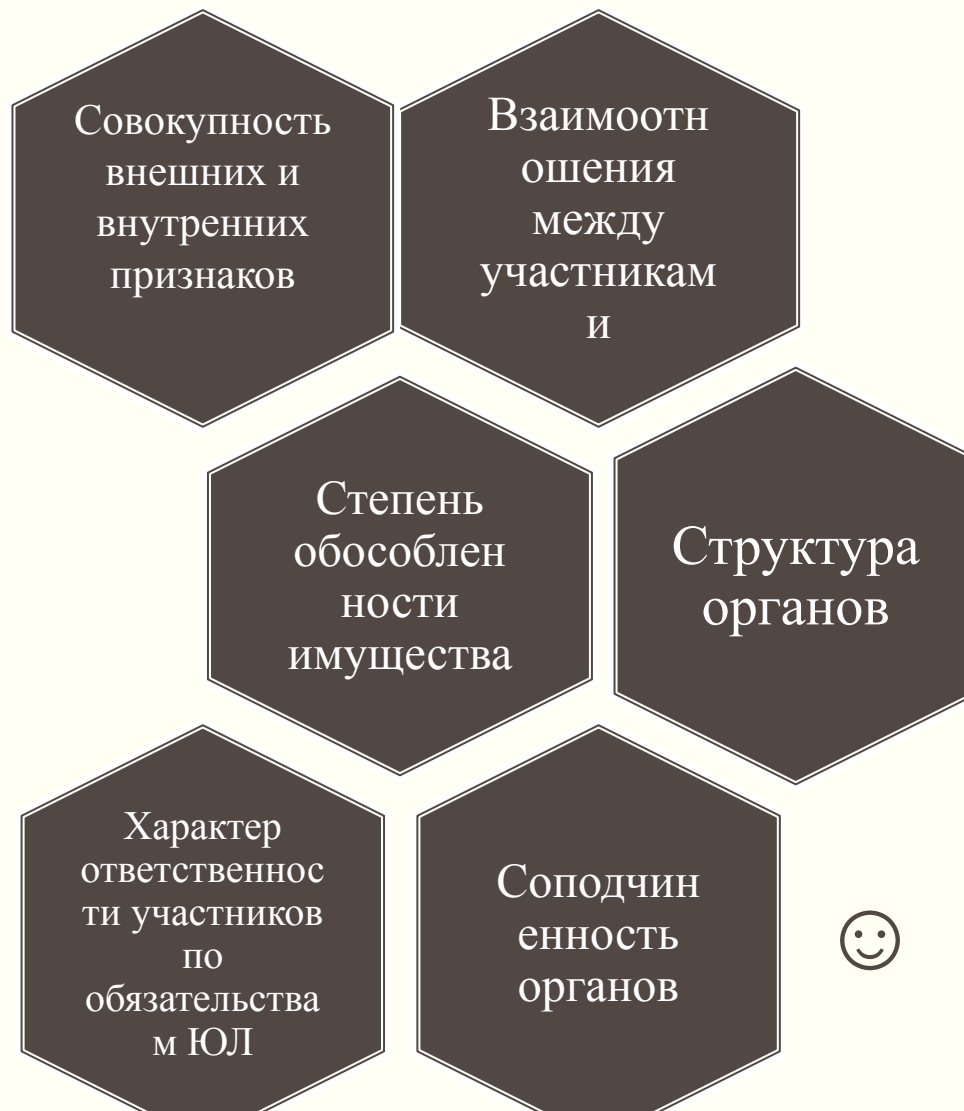 Совокупность
внешних и
внутренних
признаков
Взаимоотн
ошения
между
участникам
и
Степень
обособлен
ности
имущества
Структура
органов
Характер
ответственнос
ти участников
по
обязательства
м ЮЛ
Соподчин
енность
органов
☺